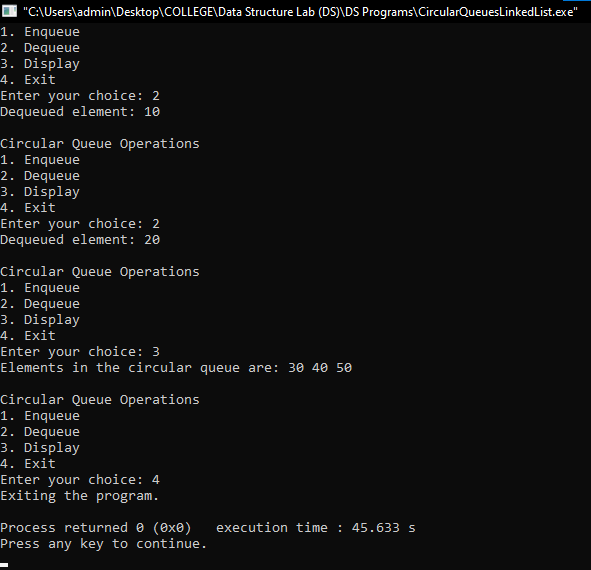 "C:\Users\admin\Desktop\COLLEGE\Data Structure Lab (DS)\DS Programs\CircularQueuesLinkedList.exe"
1. Enqueue
2. Dequeue
3. Display
4. Exit
Enter your choice: 2
Dequeued element: 10
Circular Queue Operations
1. Enqueue
2. Dequeue
3. Display
4. Exit
Enter your choice: 2
Dequeued element: 20
Circular Queue Operations
1. Enqueue
2. Dequeue
3. Display
4. Exit
Enter your choice: 3
Elements in the circular queue are: 30 40 50
Circular Queue Operations
1. Enqueue
2. Dequeue
3. Display
4. Exit
Enter your choice: 4
Exiting the program.
Process returned 0 (0x0)   execution time : 45.633 s
Press any key to continue.